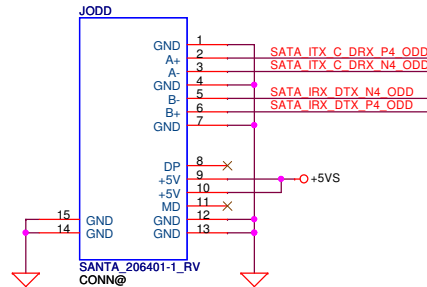 JODD
GND 1
A+ 2 SATA_ITX_C_DRX_P4_ODD
A- 3 SATA_ITX_C_DRX_N4_ODD
GND 4
B- 5 SATA_IRX_DTX_N4_ODD
B+ 6 SATA_IRX_DTX_P4_ODD
GND 7
DP 8
+5V 9 +5VS
+5V 10
MD 11
15 GND GND 12
14 GND GND 13
SANTA_206401-1_RV
CONN@